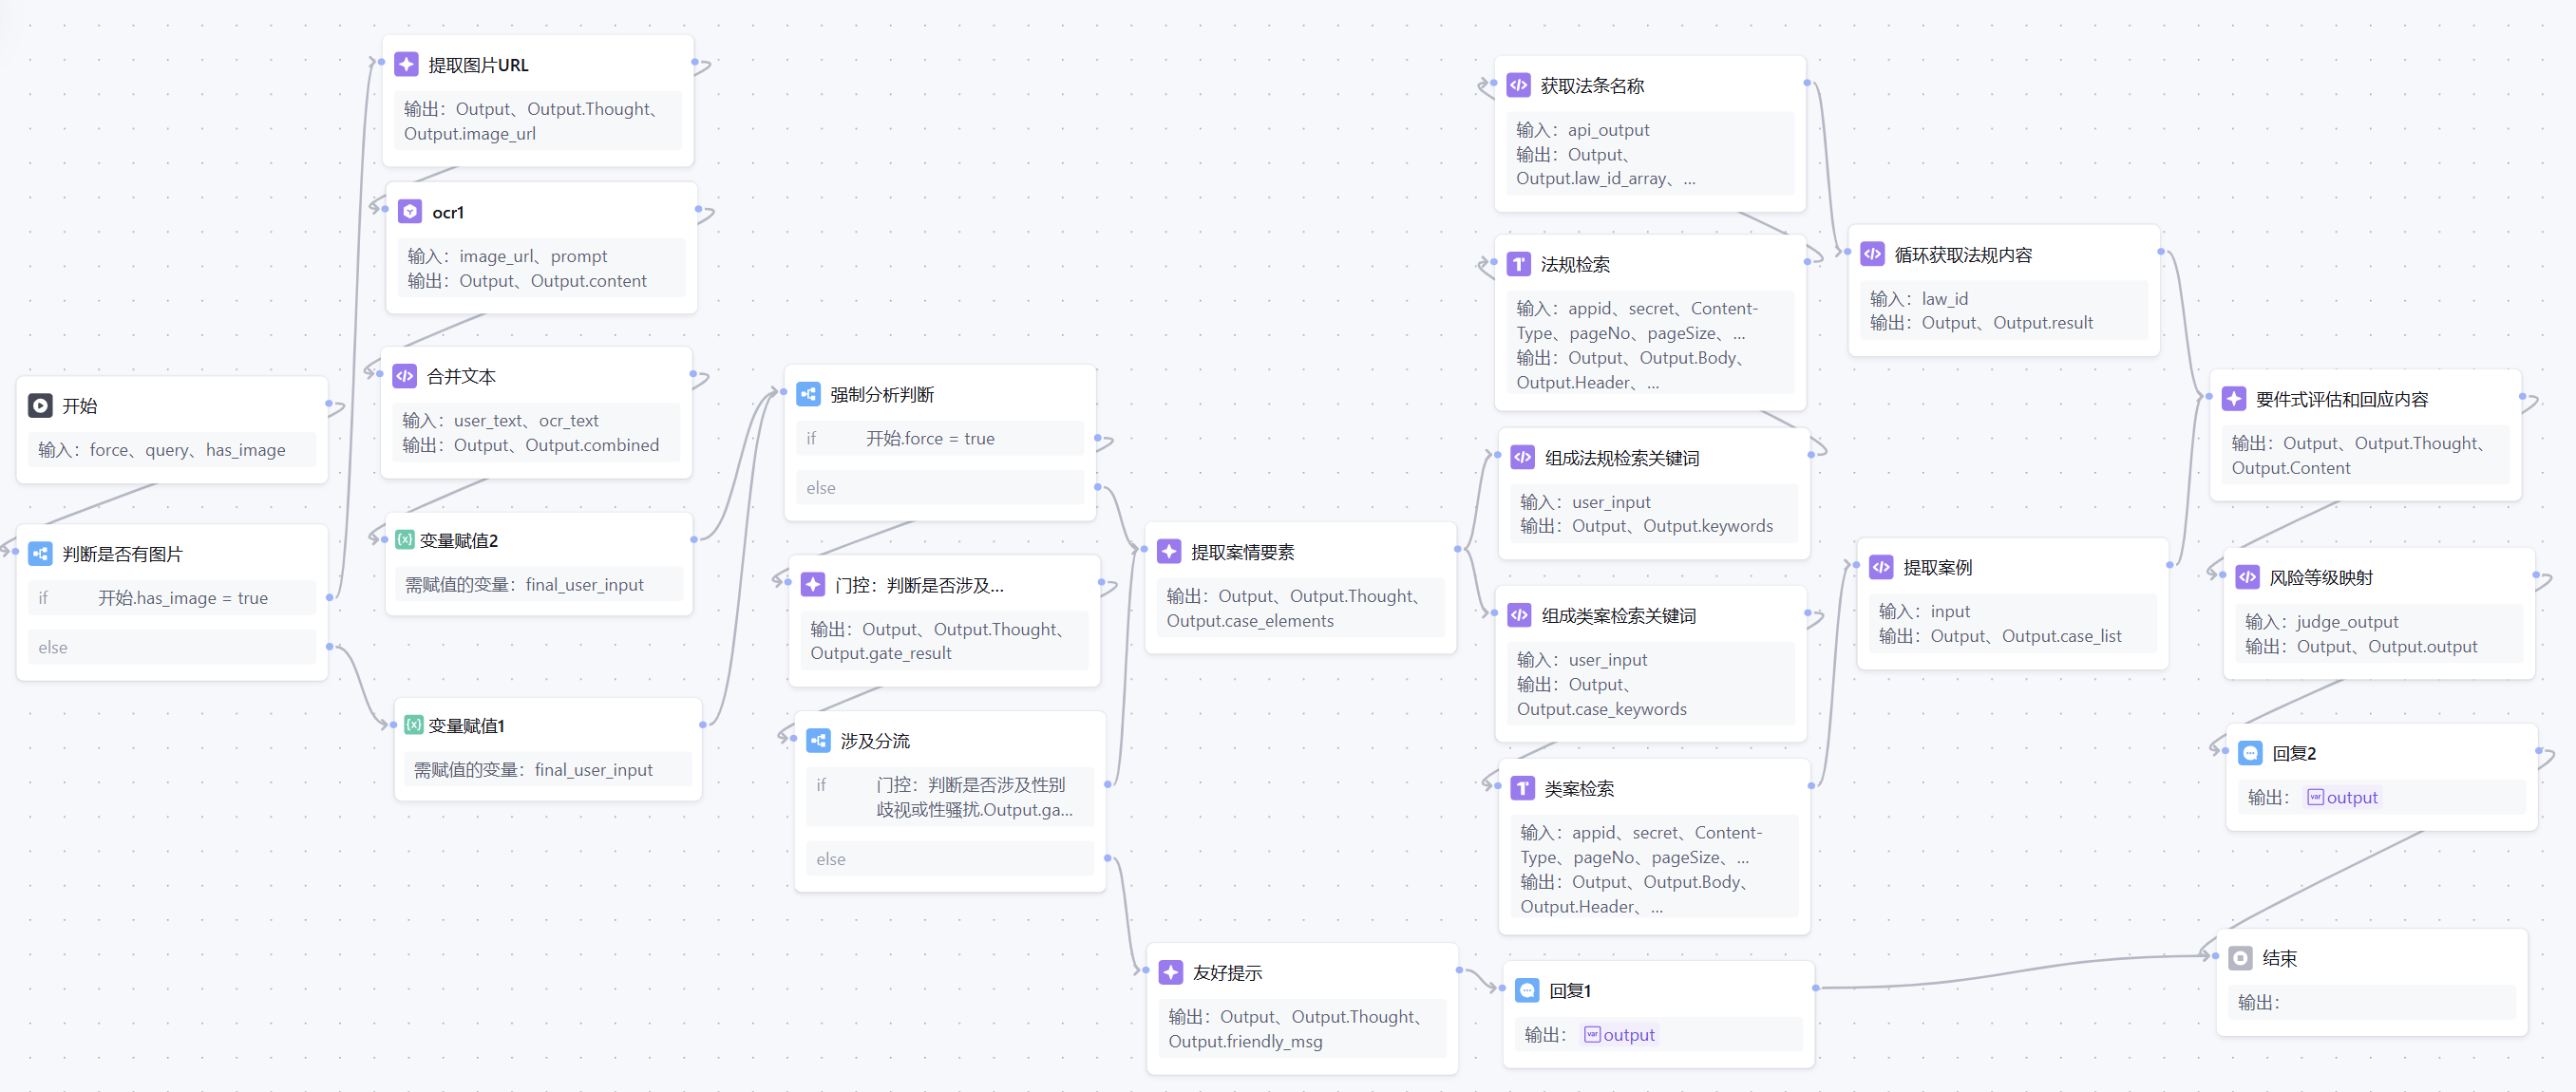 提取图片URL
输出：Output、Output.Thought、
Output.image_url
ocr1
输入：image_url、prompt
输出：Output、Output.content
合并文本
输入：user_text、ocr_text
输出：Output、Output.combined
变量赋值2
需赋值的变量：final_user_input
变量赋值1
需赋值的变量：final_user_input
开始
输入：force、query、has_image
判断是否有图片
if 开始.has_image = true
else
强制分析判断
if 开始.force = true
else
门控：判断是否涉及...
输出：Output、Output.Thought、
Output.gate_result
涉及分流
if 门控：判断是否涉及性别
歧视或性骚扰.Output.ga...
else
提取案情要素
输出：Output、Output.Thought、
Output.case_elements
友好提示
输出：Output、Output.Thought、
Output.friendly_msg
获取法条名称
输入：api_output
输出：Output、
Output.law_id_array、...
法规检索
输入：appid、secret、Content-
Type、pageNo、pageSize、...
输出：Output、Output.Body、
Output.Header、...
组成法规检索关键词
输入：user_input
输出：Output、Output.keywords
组成类案检索关键词
输入：user_input
输出：Output、
Output.case_keywords
类案检索
输入：appid、secret、Content-
Type、pageNo、pageSize、...
输出：Output、Output.Body、
Output.Header、...
回复1
输出： var output
循环获取法规内容
输入：law_id
输出：Output、Output.result
提取案例
输入：input
输出：Output、Output.case_list
要件式评估和回应内容
输出：Output、Output.Thought、
Output.Content
风险等级映射
输入：judge_output
输出：Output、Output.output
回复2
输出： var output
结束
输出：